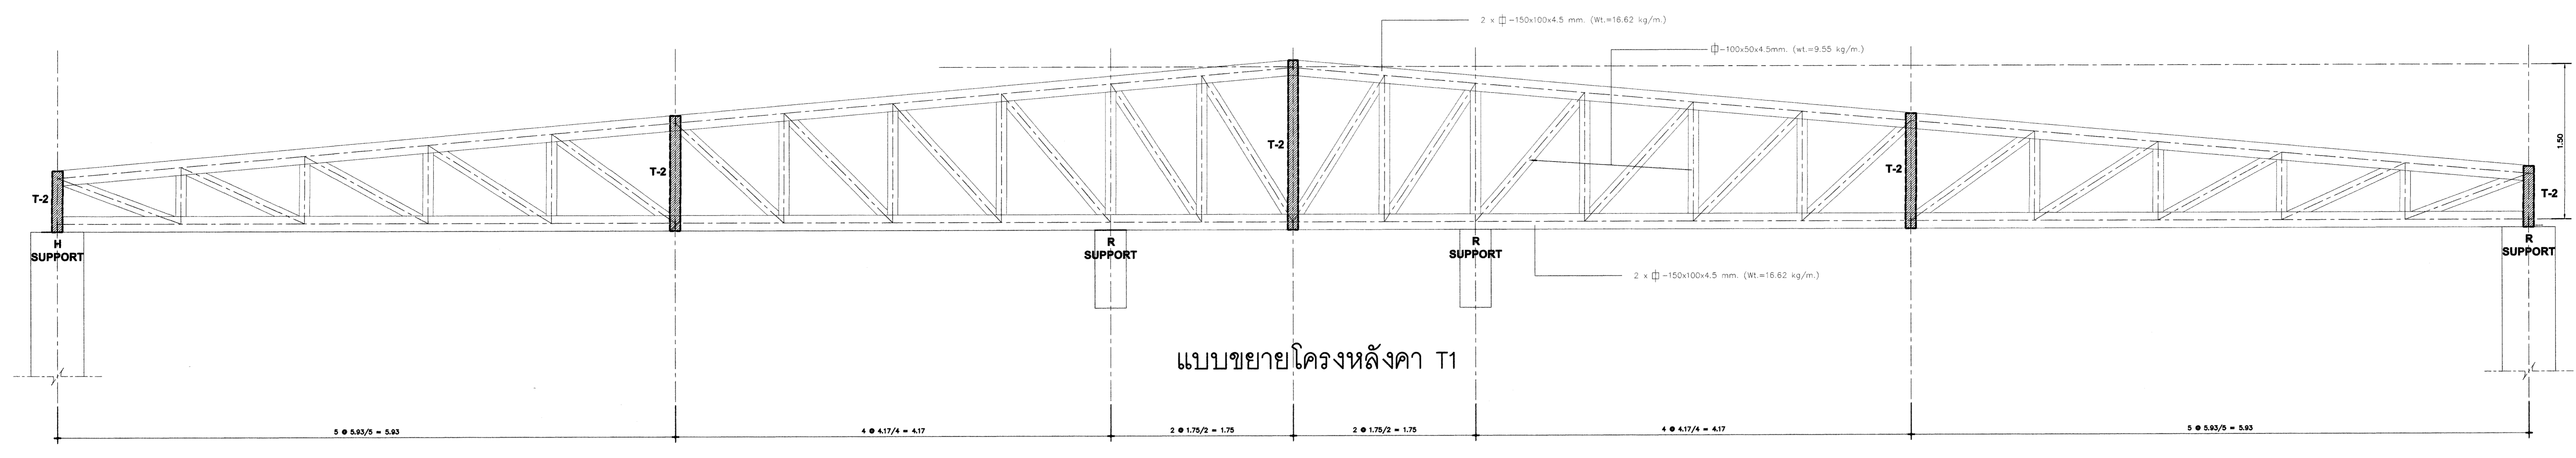 2 x -150x100x4.5 mm. (Wt.=16.62 kg/m.)
-100x50x4.5mm. (wt.=9.55 kg/m.)
1.50
T-2
T-2
T-2
T-2
T-2
H
SUPPORT
R
SUPPORT
R
SUPPORT
R
SUPPORT
2 x -150x100x4.5 mm. (Wt.=16.62 kg/m.)
แบบขยายโครงหลังคา T1
5 @ 5.93/5 = 5.93
4 @ 4.17/4 = 4.17
2 @ 1.75/2 = 1.75
2 @ 1.75/2 = 1.75
4 @ 4.17/4 = 4.17
5 @ 5.93/5 = 5.93